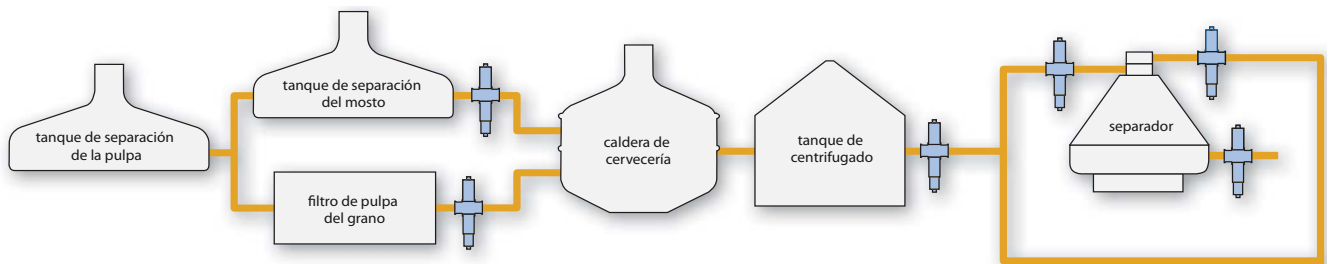 tanque de separación
de la pulpa
tanque de separación
del mosto
filtro de pulpa
del grano
caldera de
cervecería
tanque de
centrifugado
separador